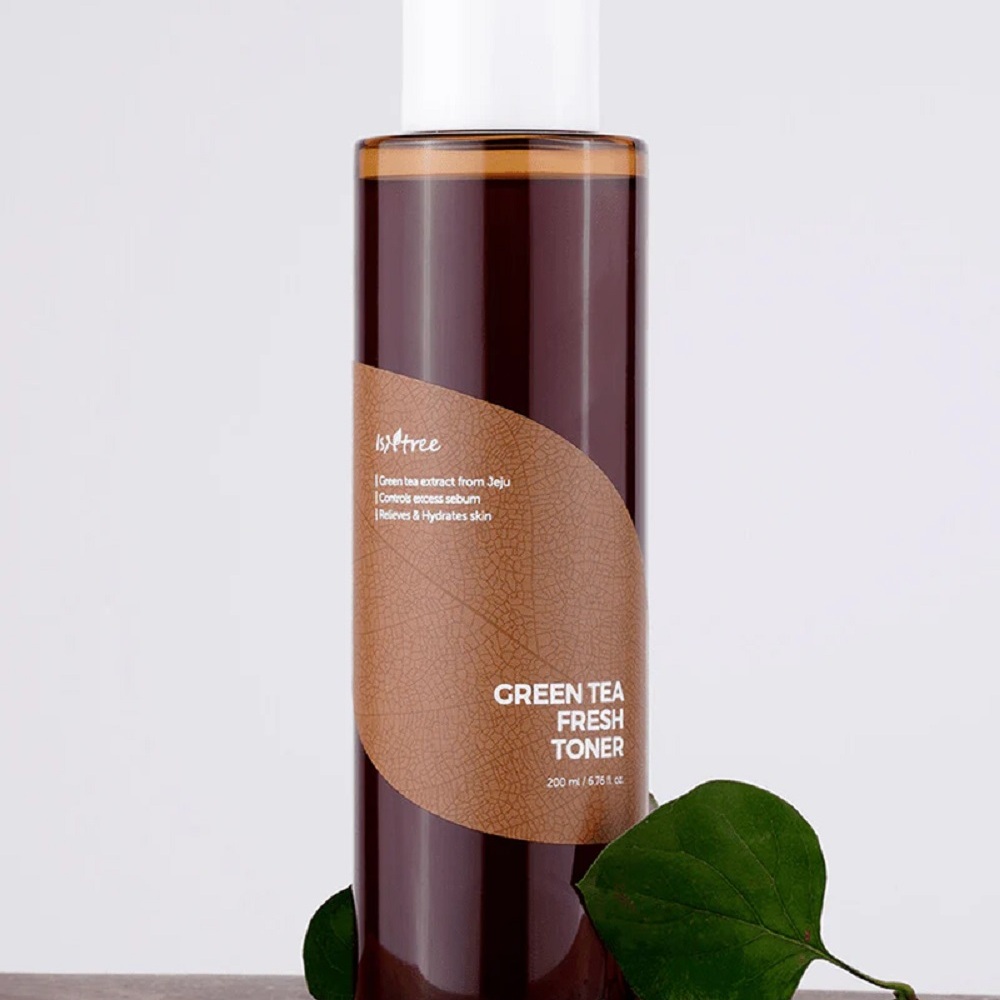 IsNtree
Green tea extract from Jeju
Controls excess sebum
Relieves & Hydrates skin
GREEN TEA
FRESH
TONER
200 ml / 6.76 fl. oz.